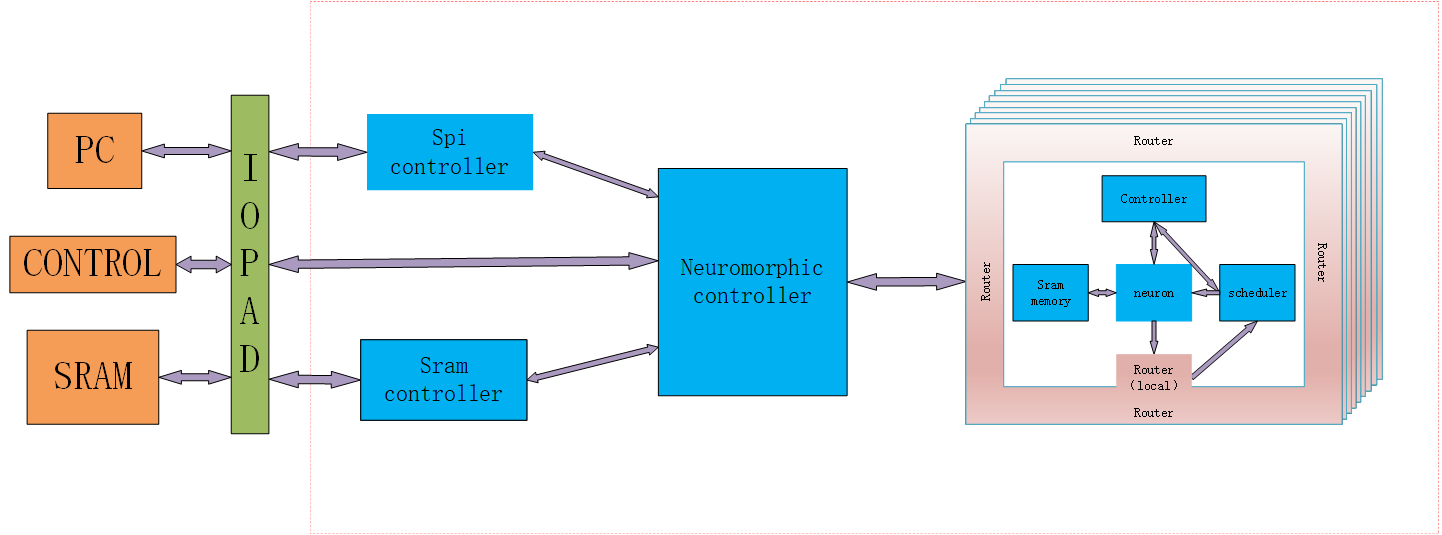 PC
CONTROL
SRAM
I
O
P
A
D
Spi
controller
Sram
controller
Neuromorphic
controller
Router
Router
Controller
Sram
memory
neuron
scheduler
Router
(local)
Router
Router